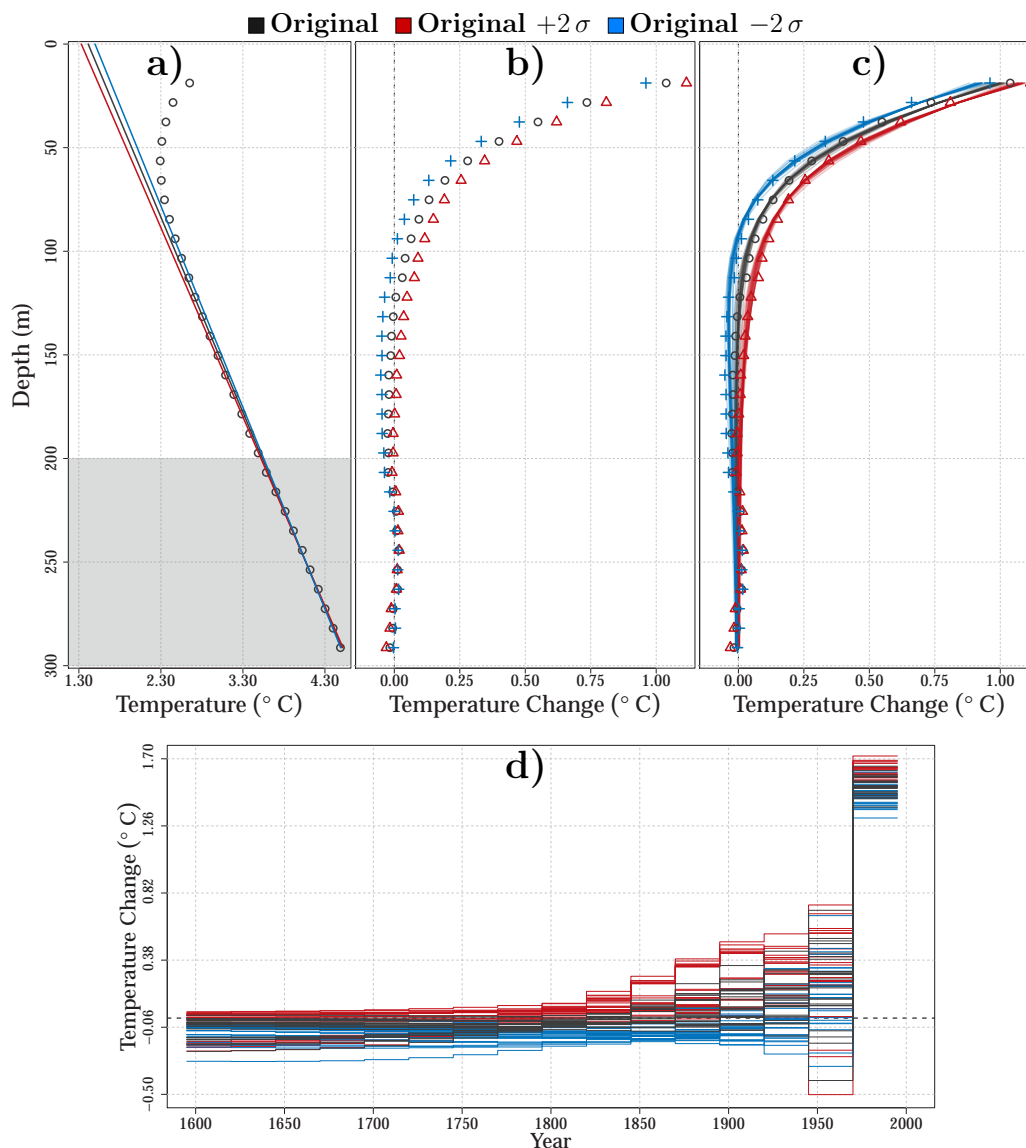 Original Original +2 σ Original −2 σ
a) b) c)
0
50
100
150
200
250
300
Depth (m)
1.30 2.30 3.30 4.30 0.00 0.25 0.50 0.75 1.00 0.00 0.25 0.50 0.75 1.00
Temperature (° C) Temperature Change (° C) Temperature Change (° C)
d)
1.70
1.26
0.82
0.38
−0.06
−0.50
Temperature Change (° C)
1600 1650 1700 1750 1800 1850 1900 1950 2000
Year